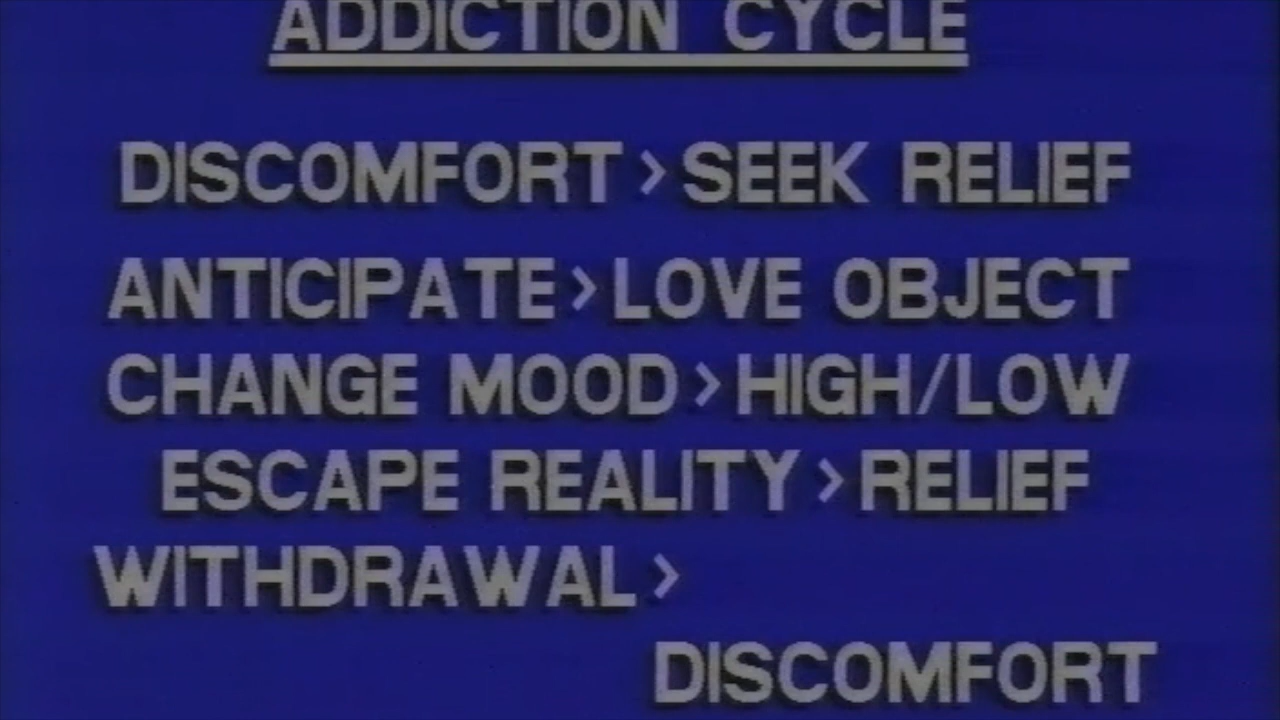 ADDICTION CYCLE
DISCOMFORT>SEEK RELIEF
ANTICIPATE>LOVE OBJECT
CHANGE MOOD>HIGH/LOW
ESCAPE REALITY>RELIEF
WITHDRAWAL>
DISCOMFORT